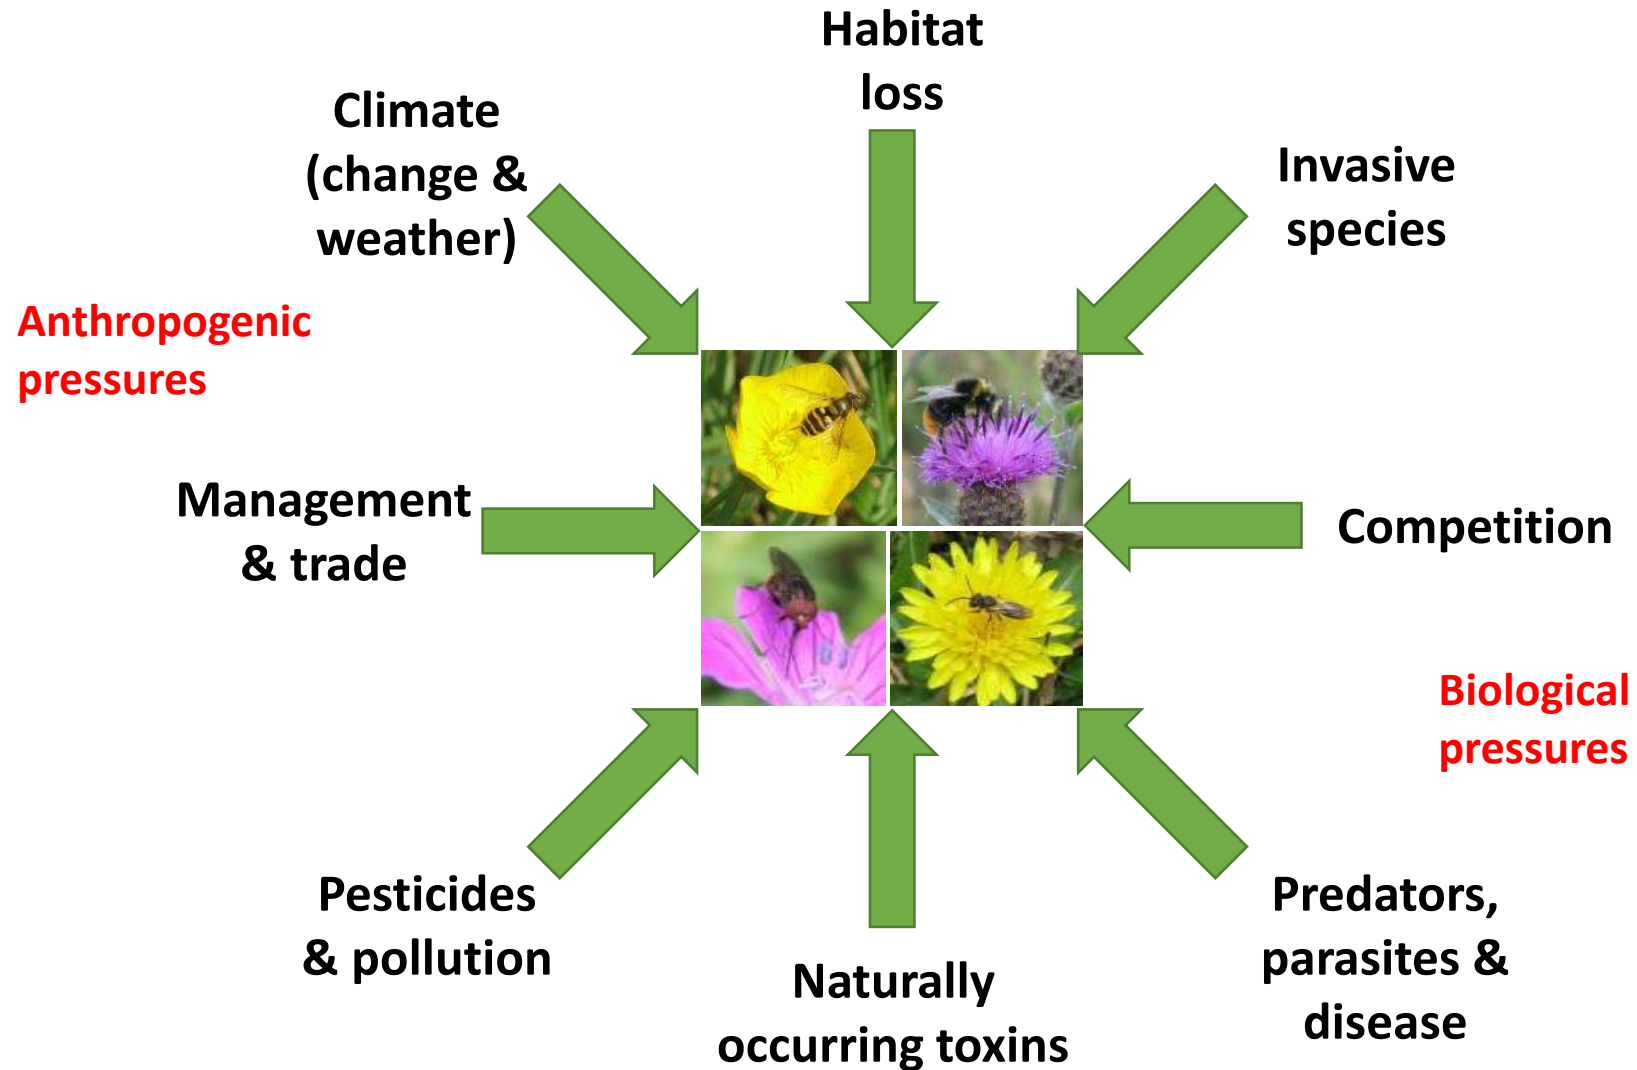 Habitat
loss
Climate
(change &
weather)
Invasive
species
Anthropogenic
pressures
Management
& trade
Competition
Biological
pressures
Pesticides
& pollution
Predators,
parasites &
disease
Naturally
occurring toxins